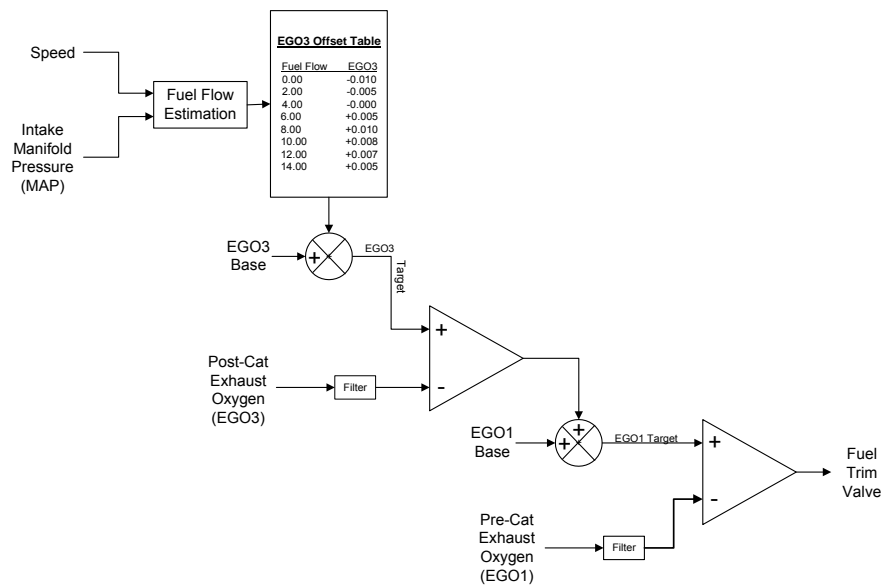 EGO3 Offset Table
Fuel Flow EGO3
0.00 -0.010
2.00 -0.005
4.00 -0.000
6.00 +0.005
8.00 +0.010
10.00 +0.008
12.00 +0.007
14.00 +0.005
Speed
Fuel Flow
Estimation
Intake
Manifold
Pressure
(MAP)
EGO3
Base
+
EGO3
Target
+
-
Post-Cat
Exhaust
Oxygen
(EGO3)
Filter
EGO1
Base
+
+
EGO1 Target
+
-
Fuel
Trim
Valve
Pre-Cat
Exhaust
Oxygen
(EGO1)
Filter